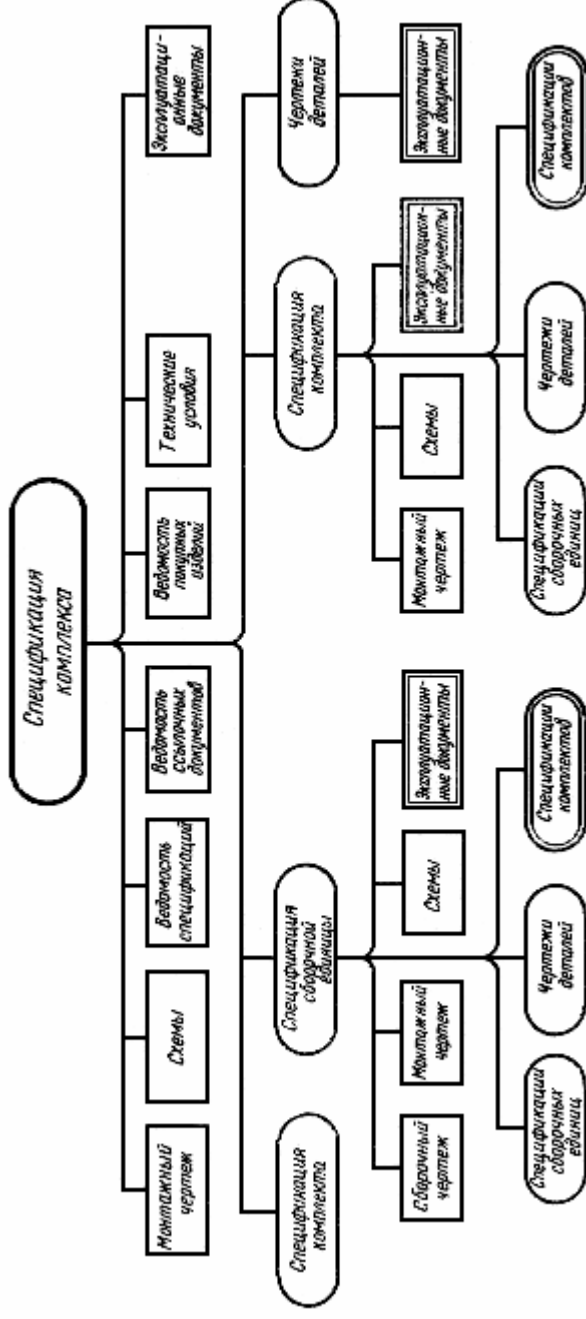 Спецификация
комплекса
Монтажный
чертеж
Схемы
Ведомость
спецификаций
Ведомость
ссылочных
документов
Ведомость
покупных
изделий
Технические
условия
Эксплуатаци-
онные
документы
Спецификация
комплекта
Спецификация
сборочной
единицы
Спецификация
комплекта
Чертежи
деталей
Сборочный
чертеж
Монтажный
чертеж
Схемы
Эксплуатацион-
ные документы
Монтажный
чертеж
Схемы
Эксплуатацион-
ные документы
Эксплуатацион-
ные документы
Спецификации
сборочных
единиц
Чертежи
деталей
Спецификации
комплектов
Спецификации
сборочных
единиц
Чертежи
деталей
Спецификации
комплектов